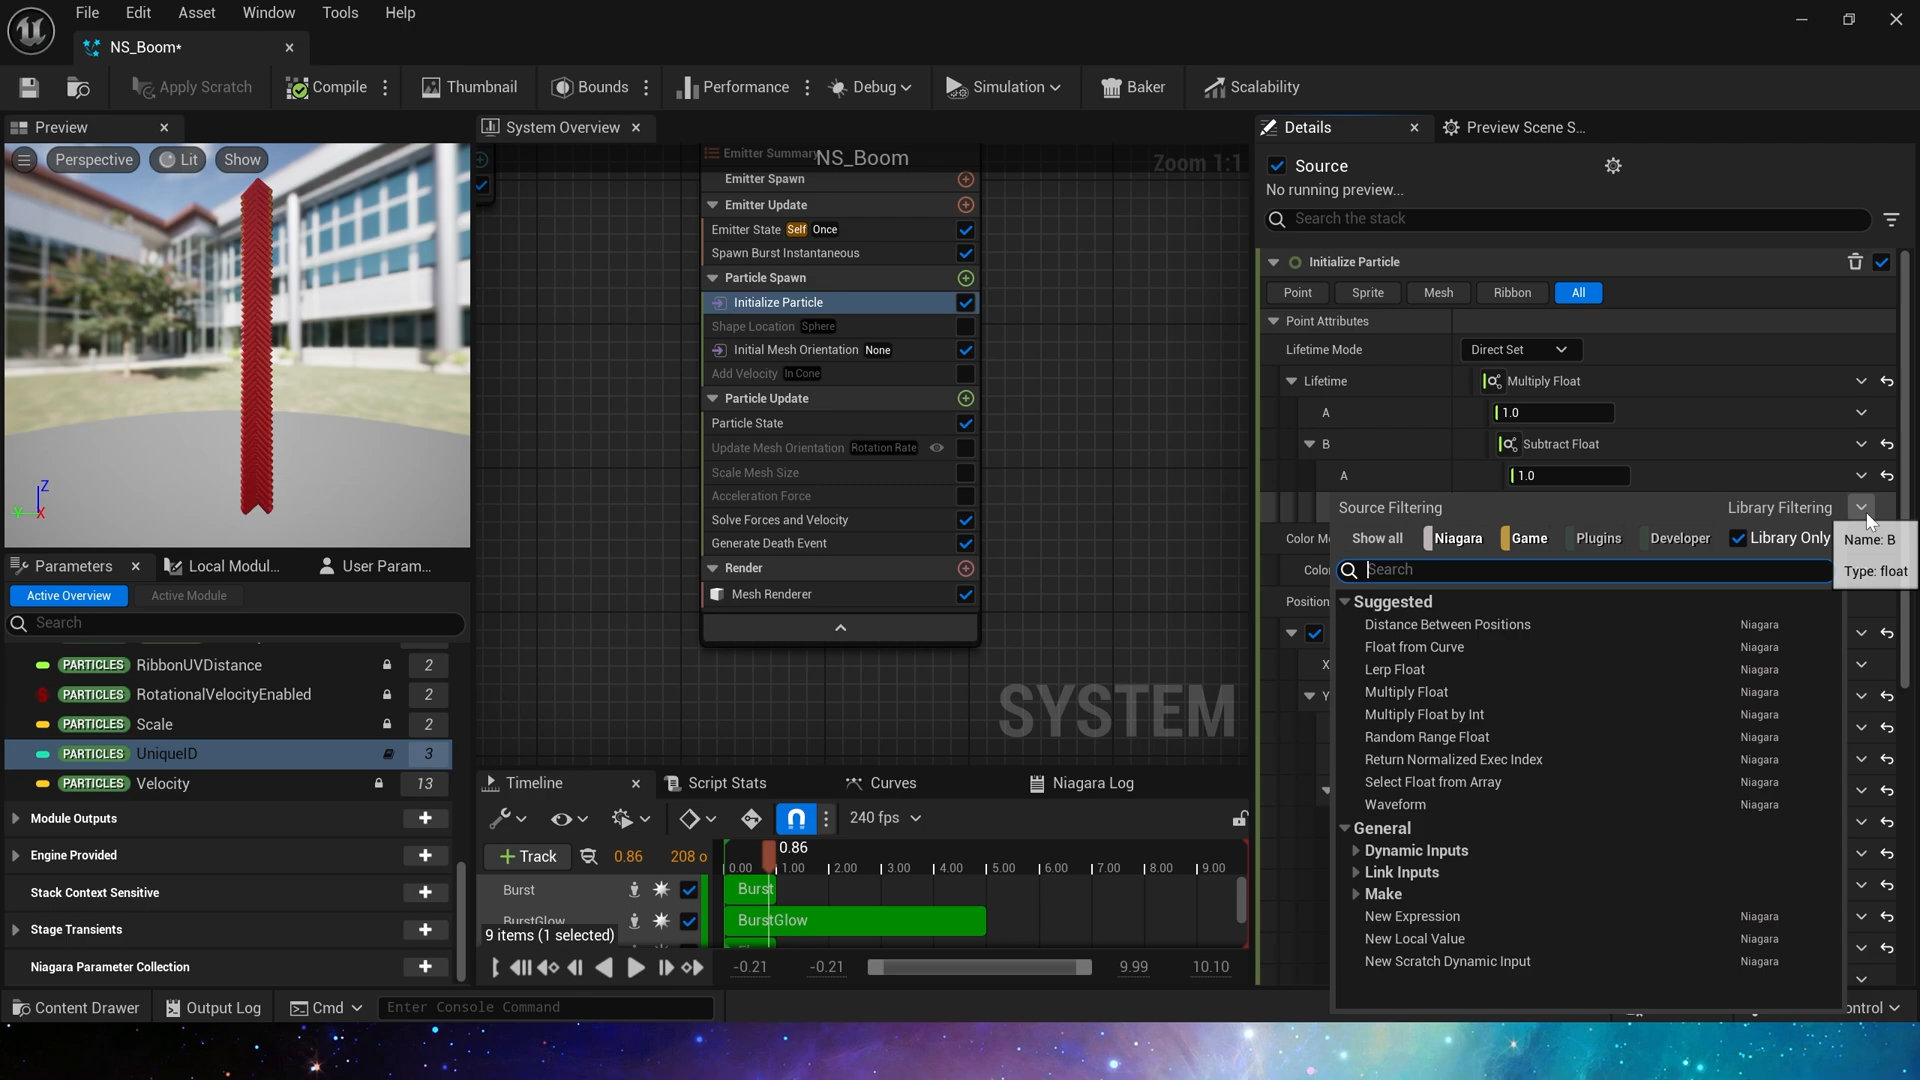 File Edit Asset Window Tools Help
NS_Boom*
Apply Scratch Compile Thumbnail Bounds Performance Debug Simulation Baker Scalability
Preview
Perspective Lit Show
Z
Y X
System Overview
Emitter Summary NS_Boom Zoom 1:1
Emitter Spawn
Emitter Update
Emitter State Self Once
Spawn Burst Instantaneous
Particle Spawn
Initialize Particle
Shape Location Sphere
Initial Mesh Orientation None
Add Velocity In Cone
Particle Update
Particle State
Update Mesh Orientation Rotation Rate
Scale Mesh Size
Acceleration Force
Solve Forces and Velocity
Generate Death Event
Render
Mesh Renderer
SYSTEM
Parameters Local Modul... User Param...
Active Overview Active Module
Search
PARTICLES RibbonUVDistance 2
PARTICLES RotationalVelocityEnabled 2
PARTICLES Scale 2
PARTICLES UniqueID 3
PARTICLES Velocity 13
Module Outputs
Engine Provided
Stack Context Sensitive
Stage Transients
Niagara Parameter Collection
Timeline Script Stats Curves Niagara Log
240 fps
Track 0.86 208 o
0.86
0.00 1.00 2.00 3.00 4.00 5.00 6.00 7.00 8.00 9.00
Burst Burst
BurstGlow BurstGlow
9 items (1 selected)
-0.21 -0.21 9.99 10.10
Details Preview Scene S...
Source
No running preview...
Search the stack
Initialize Particle
Point Sprite Mesh Ribbon All
Point Attributes
Lifetime Mode Direct Set
Lifetime Multiply Float
A 1.0
B Subtract Float
A 1.0
Source Filtering Library Filtering
Color M
Show all Niagara Game Plugins Developer Library Only
Name: B
Type: float
Colo
Search
Position
X
Y
Suggested
Distance Between Positions Niagara
Float from Curve Niagara
Lerp Float Niagara
Multiply Float Niagara
Multiply Float by Int Niagara
Random Range Float Niagara
Return Normalized Exec Index Niagara
Select Float from Array Niagara
Waveform Niagara
General
Dynamic Inputs
Link Inputs
Make
New Expression Niagara
New Local Value Niagara
New Scratch Dynamic Input Niagara
Content Drawer Output Log Cmd Enter Console Command
ontrol